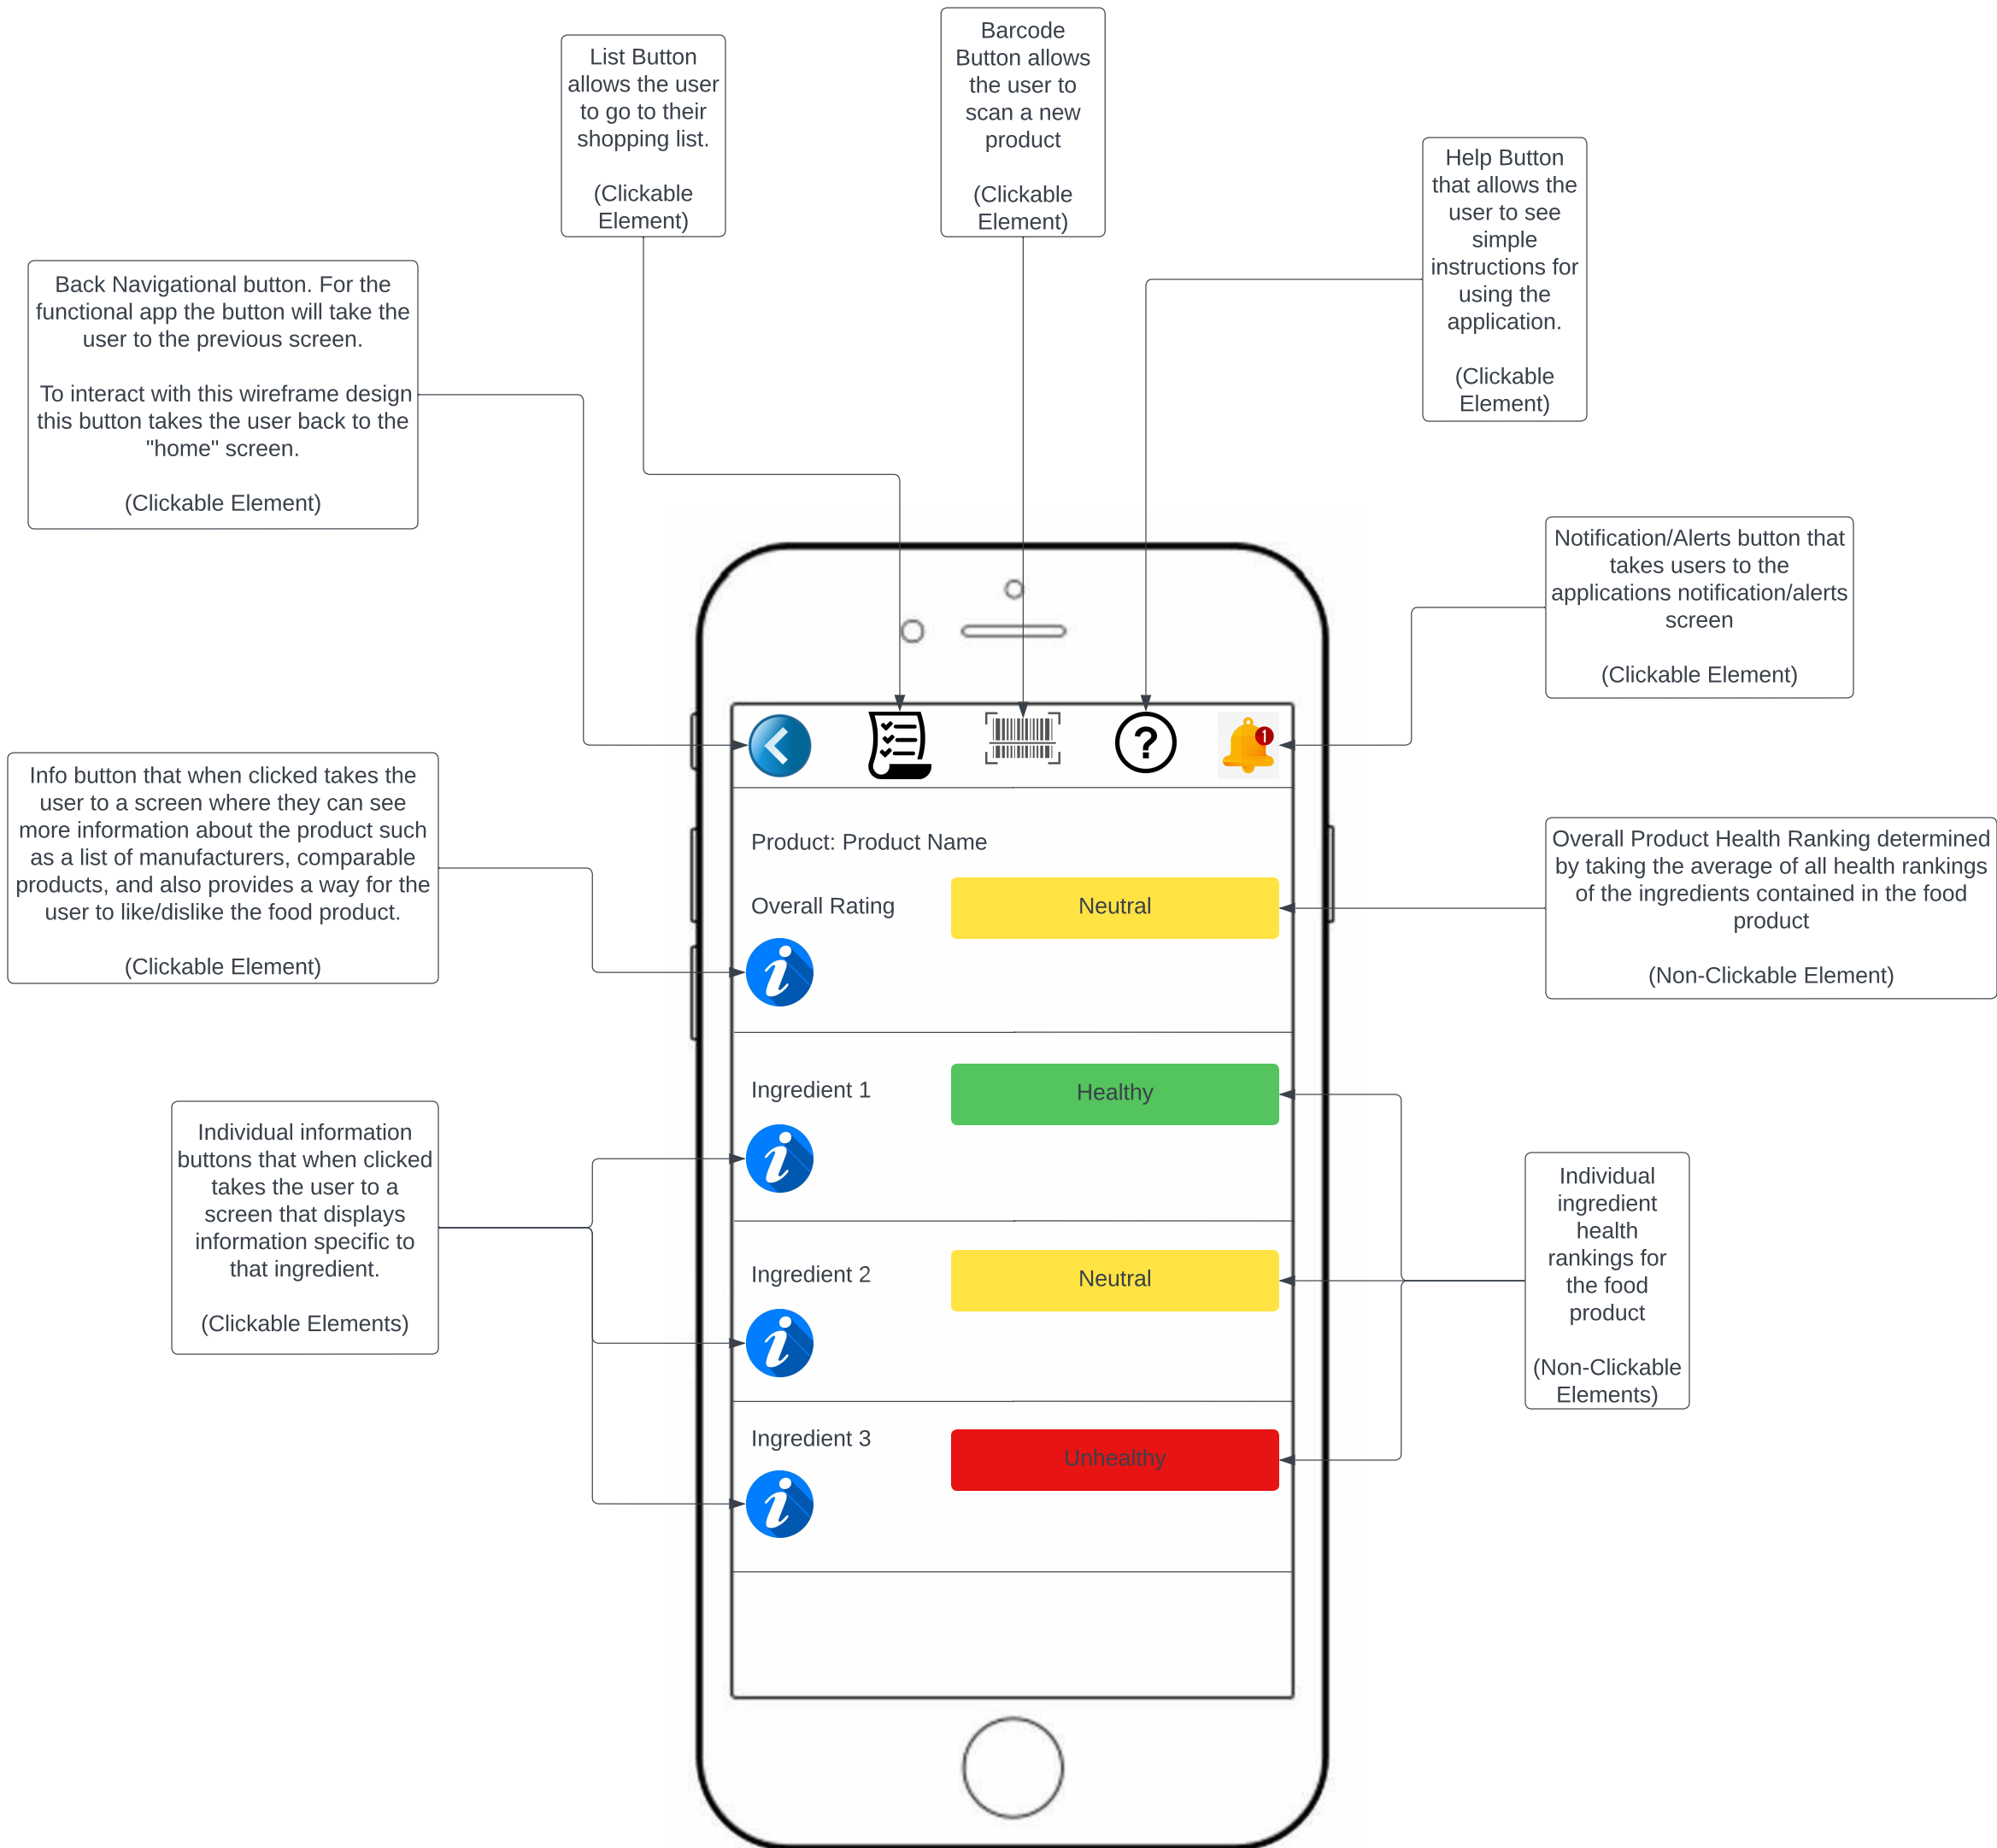 List Button
allows the user
to go to their
shopping list.
(Clickable
Element)
Barcode
Button allows
the user to
scan a new
product
(Clickable
Element)
Help Button
that allows the
user to see
simple
instructions for
using the
application.
(Clickable
Element)
Back Navigational button. For the
functional app the button will take the
user to the previous screen.
To interact with this wireframe design
this button takes the user back to the
"home" screen.
(Clickable Element)
Notification/Alerts button that
takes users to the
applications notification/alerts
screen
(Clickable Element)
?
1
Info button that when clicked takes the
user to a screen where they can see
more information about the product such
as a list of manufacturers, comparable
products, and also provides a way for the
user to like/dislike the food product.
(Clickable Element)
Product: Product Name
Overall Rating
Neutral
i
Overall Product Health Ranking determined
by taking the average of all health rankings
of the ingredients contained in the food
product
(Non-Clickable Element)
Individual information
buttons that when clicked
takes the user to a
screen that displays
information specific to
that ingredient.
(Clickable Elements)
Ingredient 1
Healthy
i
Ingredient 2
Neutral
i
Ingredient 3
Unhealthy
i
Individual
ingredient
health
rankings for
the food
product
(Non-Clickable
Elements)